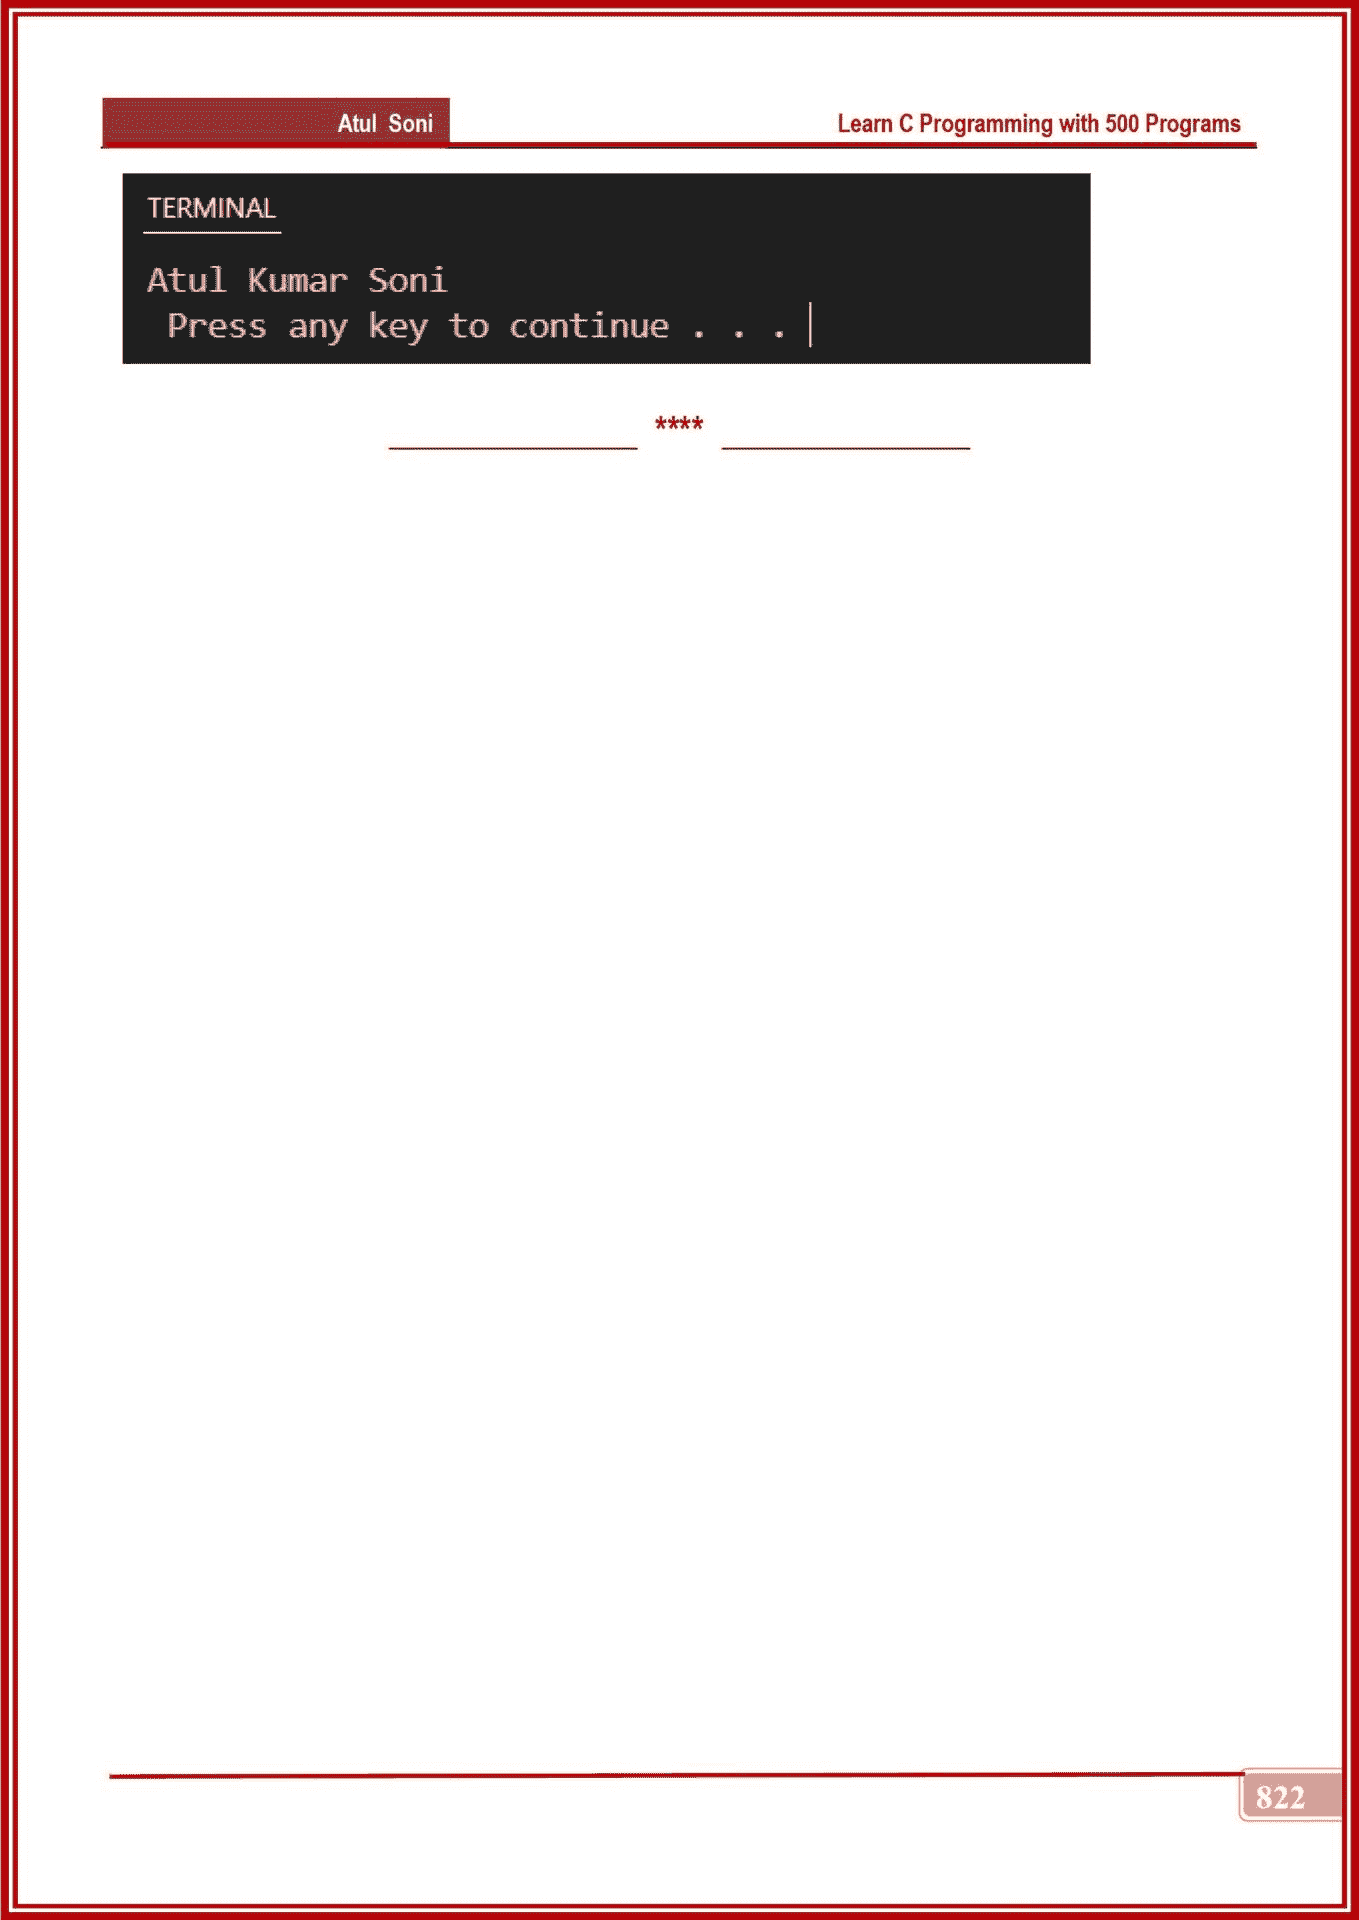 Atul  Soni
Learn C Programming with 500 Programs
TERMINAL
Atul Kumar Soni
 Press any key to continue . . .
****
822